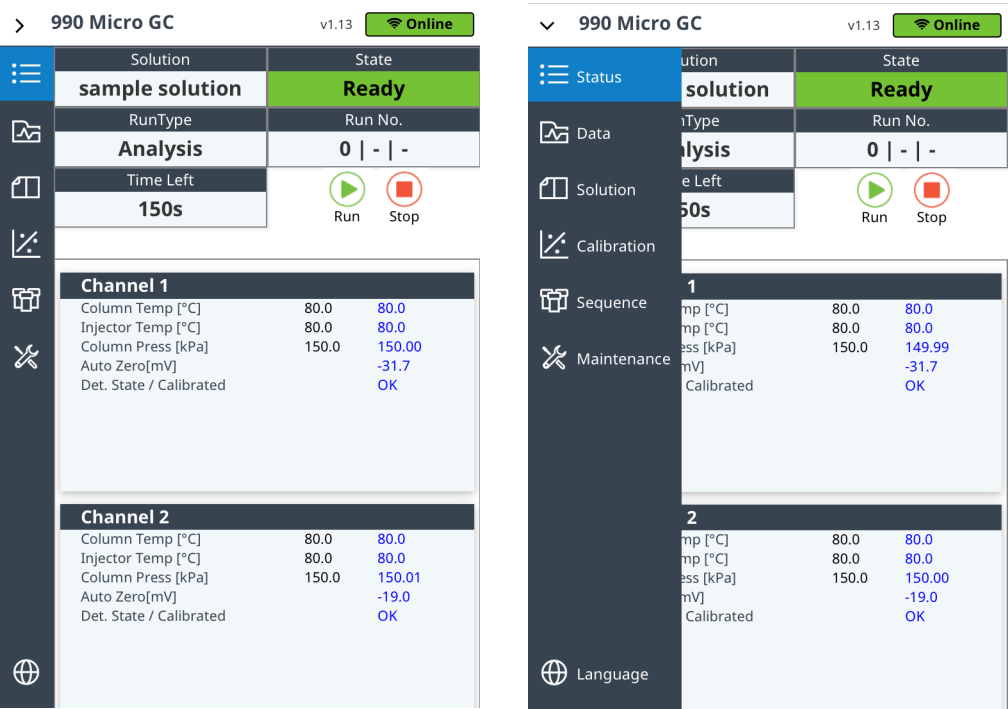 990 Micro GC v1.13 Online
Solution State
sample solution Ready
RunType Run No.
Analysis 0 | - | -
Time Left
150s Run Stop
Channel 1
Column Temp [°C] 80.0 80.0
Injector Temp [°C] 80.0 80.0
Column Press [kPa] 150.0 150.00
Auto Zero[mV] -31.7
Det. State / Calibrated OK
Channel 2
Column Temp [°C] 80.0 80.0
Injector Temp [°C] 80.0 80.0
Column Press [kPa] 150.0 150.01
Auto Zero[mV] -19.0
Det. State / Calibrated OK
990 Micro GC v1.13 Online
Status
Data
Solution
Calibration
Sequence
Maintenance
Language
ution State
solution Ready
nType Run No.
alysis 0 | - | -
e Left
50s Run Stop
1
mp [°C] 80.0 80.0
mp [°C] 80.0 80.0
ess [kPa] 150.0 149.99
mV] -31.7
Calibrated OK
2
mp [°C] 80.0 80.0
mp [°C] 80.0 80.0
ess [kPa] 150.0 150.00
mV] -19.0
Calibrated OK